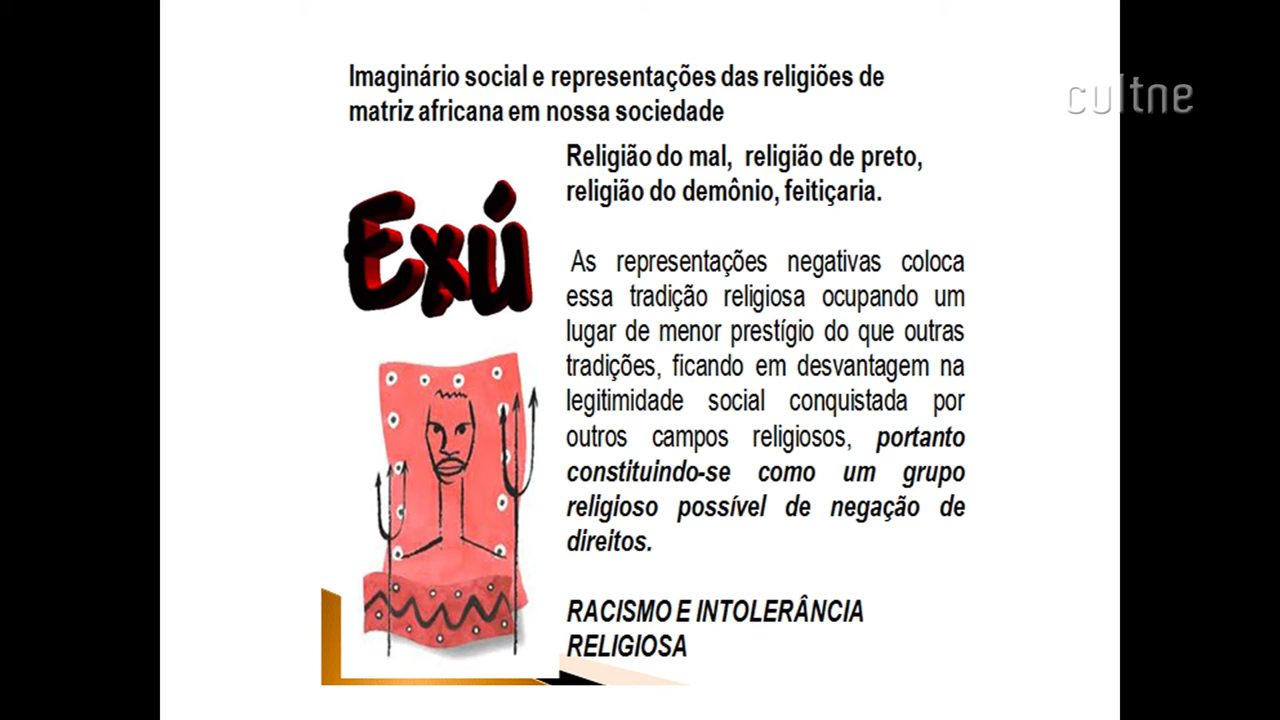 Imaginário social e representações das religiões de
matriz africana em nossa sociedade
cultne
Religião do mal, religião de preto,
religião do demônio, feitiçaria.
Exú
As representações negativas coloca
essa tradição religiosa ocupando um
lugar de menor prestígio do que outras
tradições, ficando em desvantagem na
legitimidade social conquistada por
outros campos religiosos, portanto
constituindo-se como um grupo
religioso possível de negação de
direitos.
RACISMO E INTOLERÂNCIA
RELIGIOSA